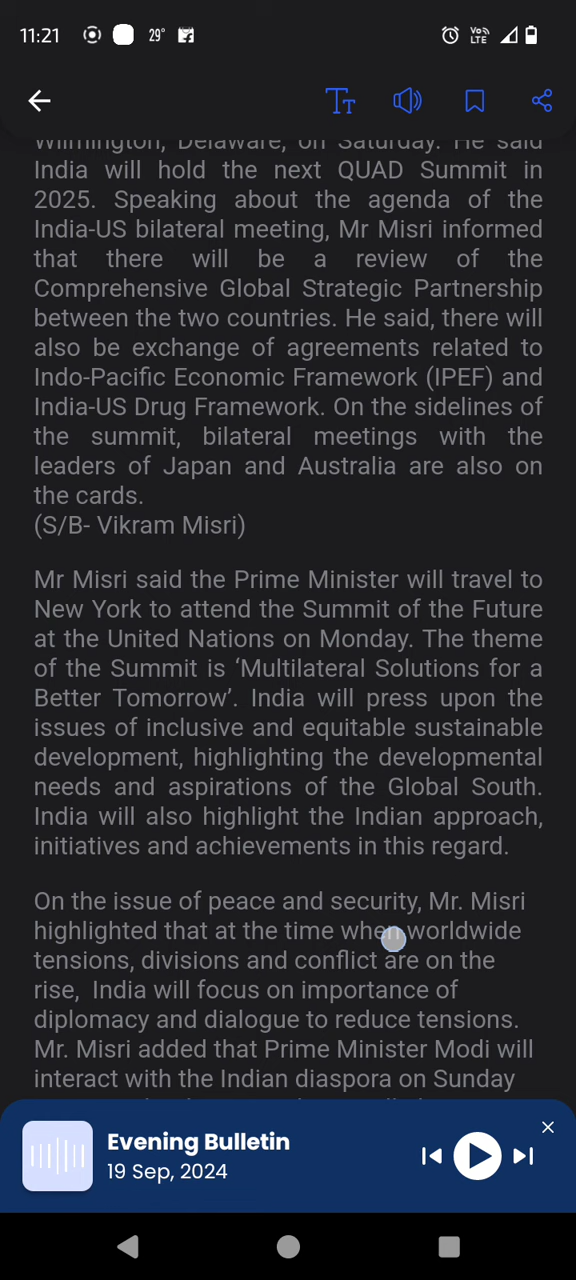 11:21
29°
Vo))
LTE
TT
Wilmington, Delaware, on Saturday. He said
India will hold the next QUAD Summit in
2025. Speaking about the agenda of the
India-US bilateral meeting, Mr Misri informed
that there will be a review of the
Comprehensive Global Strategic Partnership
between the two countries. He said, there will
also be exchange of agreements related to
Indo-Pacific Economic Framework (IPEF) and
India-US Drug Framework. On the sidelines of
the summit, bilateral meetings with the
leaders of Japan and Australia are also on
the cards.
(S/B- Vikram Misri)
Mr Misri said the Prime Minister will travel to
New York to attend the Summit of the Future
at the United Nations on Monday. The theme
of the Summit is ‘Multilateral Solutions for a
Better Tomorrow’. India will press upon the
issues of inclusive and equitable sustainable
development, highlighting the developmental
needs and aspirations of the Global South.
India will also highlight the Indian approach,
initiatives and achievements in this regard.
On the issue of peace and security, Mr. Misri
highlighted that at the time when worldwide
tensions, divisions and conflict are on the
rise, India will focus on importance of
diplomacy and dialogue to reduce tensions.
Mr. Misri added that Prime Minister Modi will
interact with the Indian diaspora on Sunday
Evening Bulletin
19 Sep, 2024